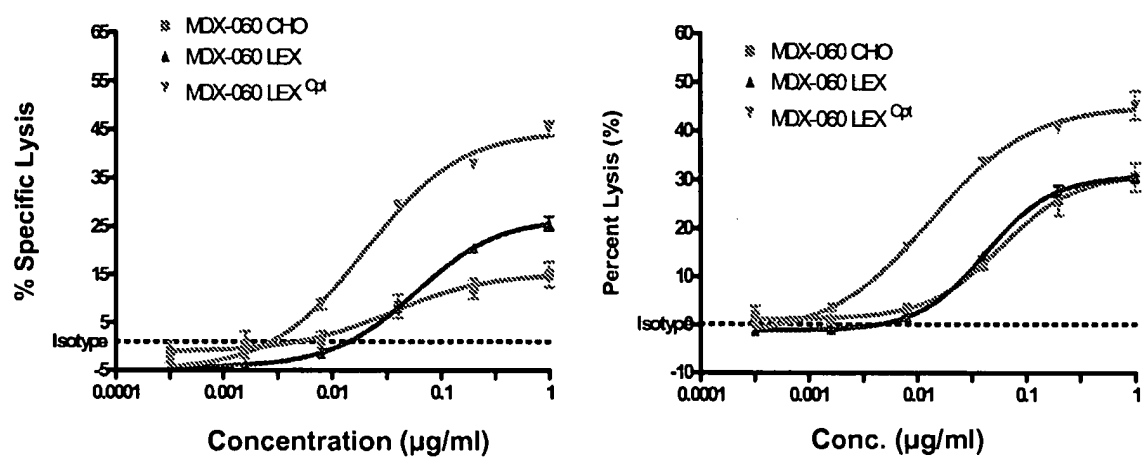 65
55
45
35
25
15
5
Isotype
-5
% Specific Lysis
MDX-060 CHO
MDX-060 LEX
MDX-060 LEX Opt
0.0001
0.001
0.01
0.1
1
Concentration (µg/ml)
60
50
40
30
20
10
Isotype
0
-10
Percent Lysis (%)
MDX-060 CHO
MDX-060 LEX
MDX-060 LEX Opt
0.0001
0.001
0.01
0.1
1
Conc. (µg/ml)